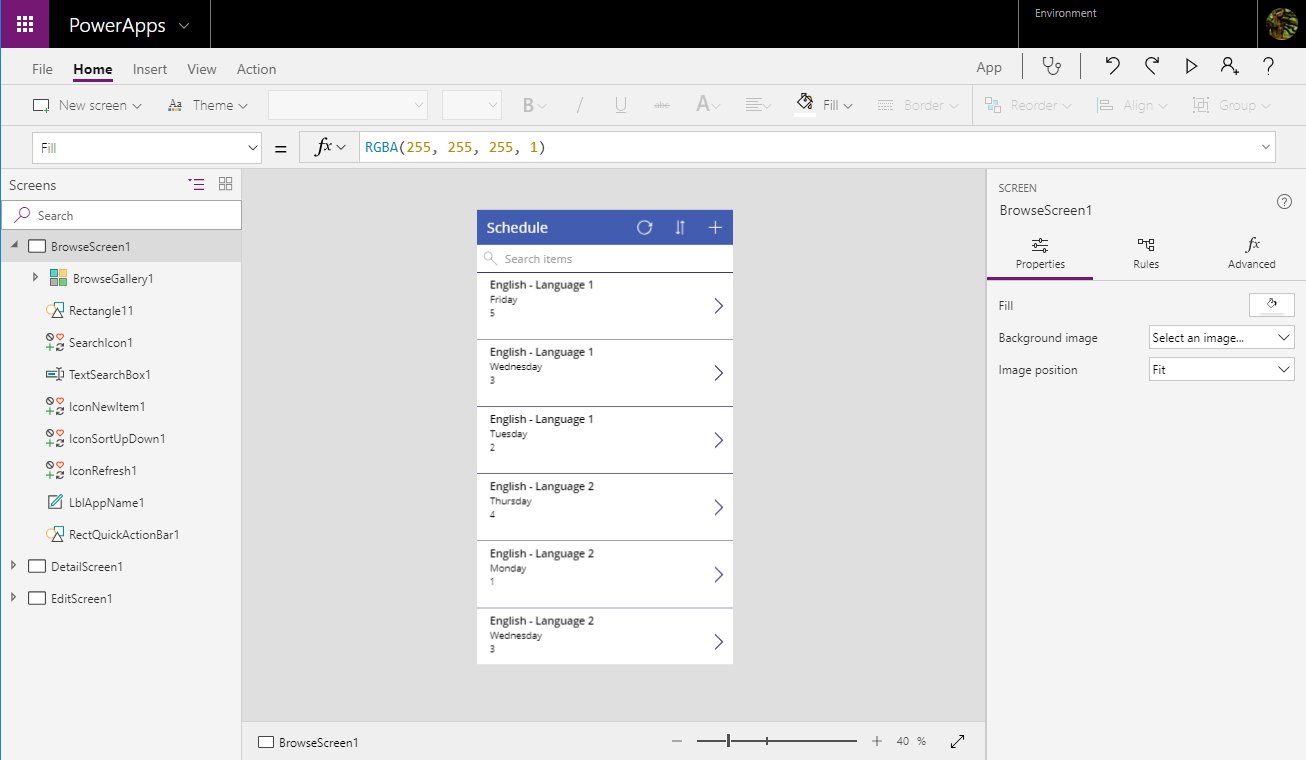 PowerApps
Environment
File Home Insert View Action App
New screen Theme B / U abc A Fill Border Reorder Align Group
Fill = fx RGBA(255, 255, 255, 1)
Screens
Search
BrowseScreen1
BrowseGallery1
Rectangle11
SearchIcon1
TextSearchBox1
IconNewItem1
IconSortUpDown1
IconRefresh1
LblAppName1
RectQuickActionBar1
DetailScreen1
EditScreen1
Schedule
Search items
English - Language 1
Friday
5
English - Language 1
Wednesday
3
English - Language 1
Tuesday
2
English - Language 2
Thursday
4
English - Language 2
Monday
1
English - Language 2
Wednesday
3
BrowseScreen1
40 %
SCREEN
BrowseScreen1
Properties Rules fx Advanced
Fill
Background image Select an image...
Image position Fit